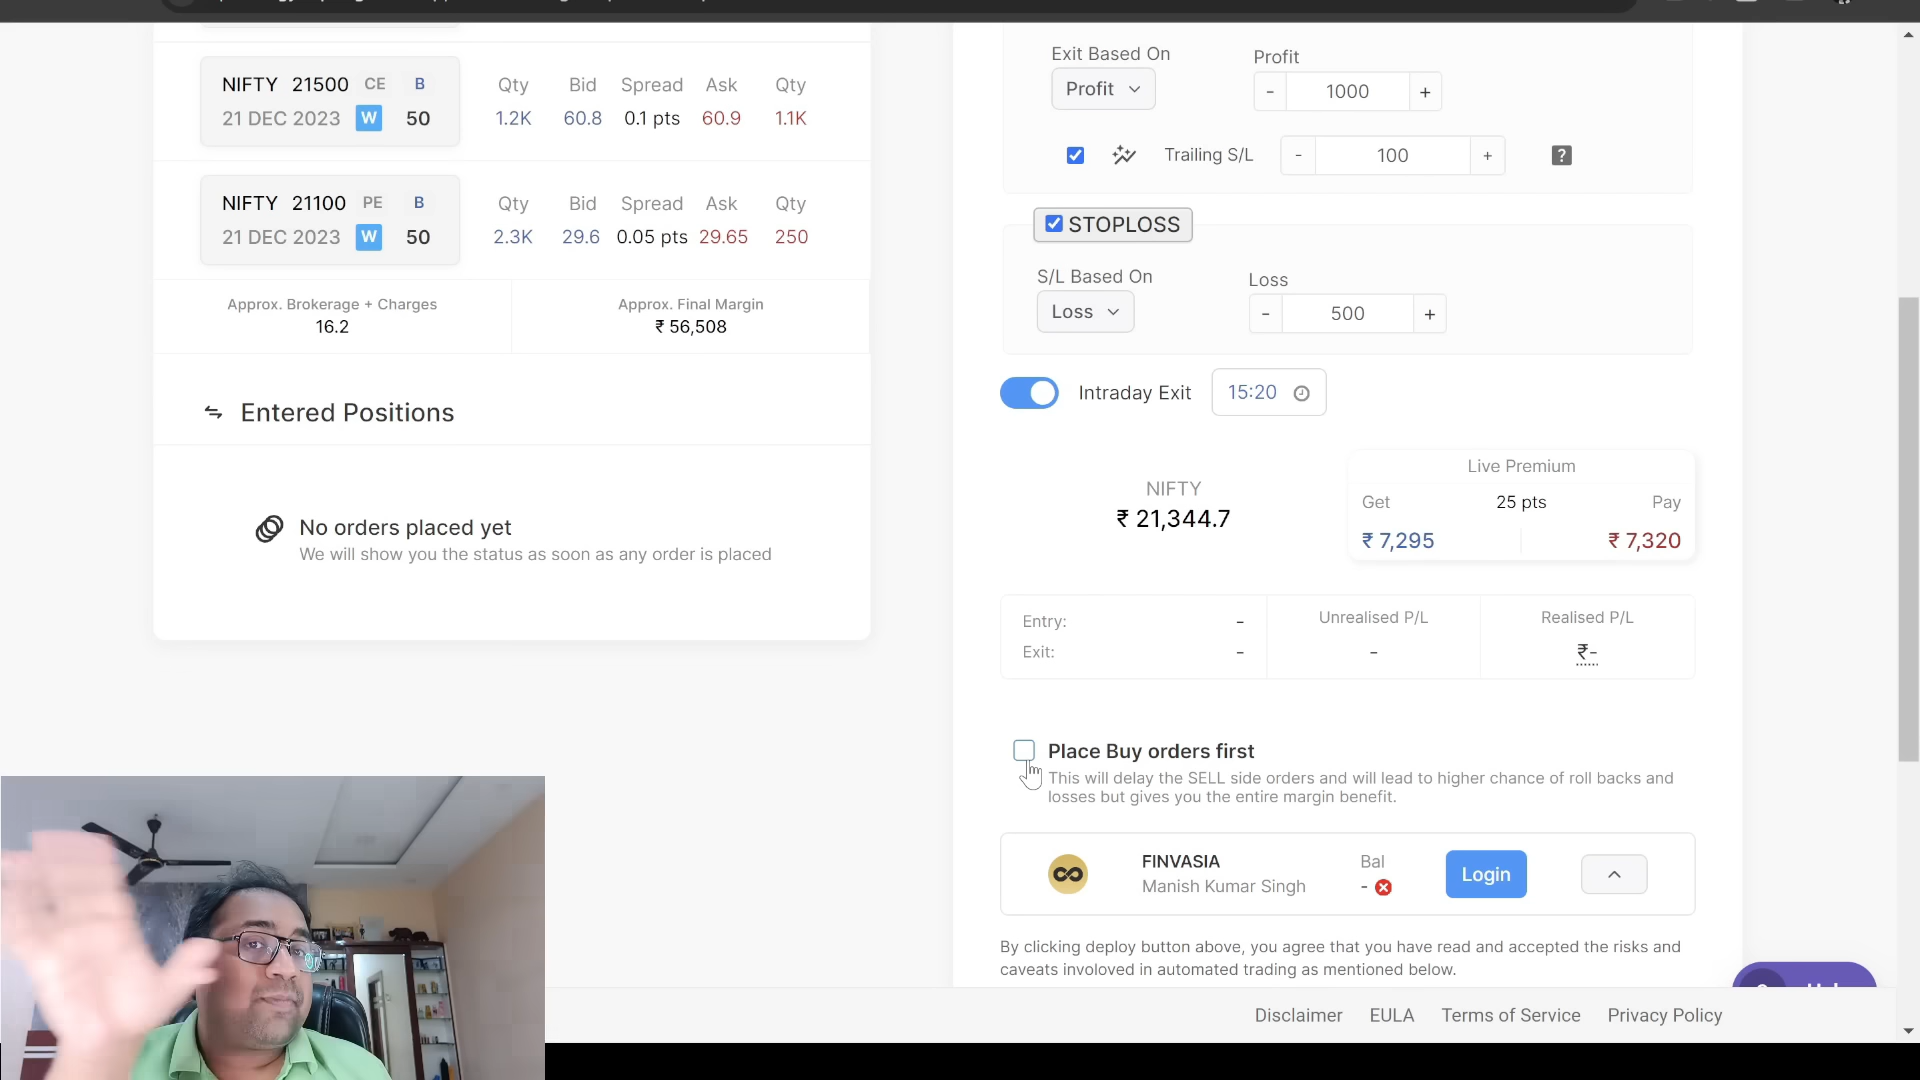 NIFTY 21500 CE B
21 DEC 2023 W 50
Qty Bid Spread Ask Qty
1.2K 60.8 0.1 pts 60.9 1.1K
NIFTY 21100 PE B
21 DEC 2023 W 50
Qty Bid Spread Ask Qty
2.3K 29.6 0.05 pts 29.65 250
Approx. Brokerage + Charges
16.2
Approx. Final Margin
₹ 56,508
Entered Positions
No orders placed yet
We will show you the status as soon as any order is placed
Exit Based On
Profit
Profit
- 1000 +
Trailing S/L - 100 + ?
STOPLOSS
S/L Based On
Loss
Loss
- 500 +
Intraday Exit 15:20
NIFTY
₹ 21,344.7
Live Premium
Get 25 pts Pay
₹ 7,295 ₹ 7,320
Entry: -
Exit: -
Unrealised P/L
-
Realised P/L
₹-
Place Buy orders first
This will delay the SELL side orders and will lead to higher chance of roll backs and
losses but gives you the entire margin benefit.
FINVASIA
Manish Kumar Singh
Bal
-
Login
By clicking deploy button above, you agree that you have read and accepted the risks and
caveats involoved in automated trading as mentioned below.
Disclaimer EULA Terms of Service Privacy Policy